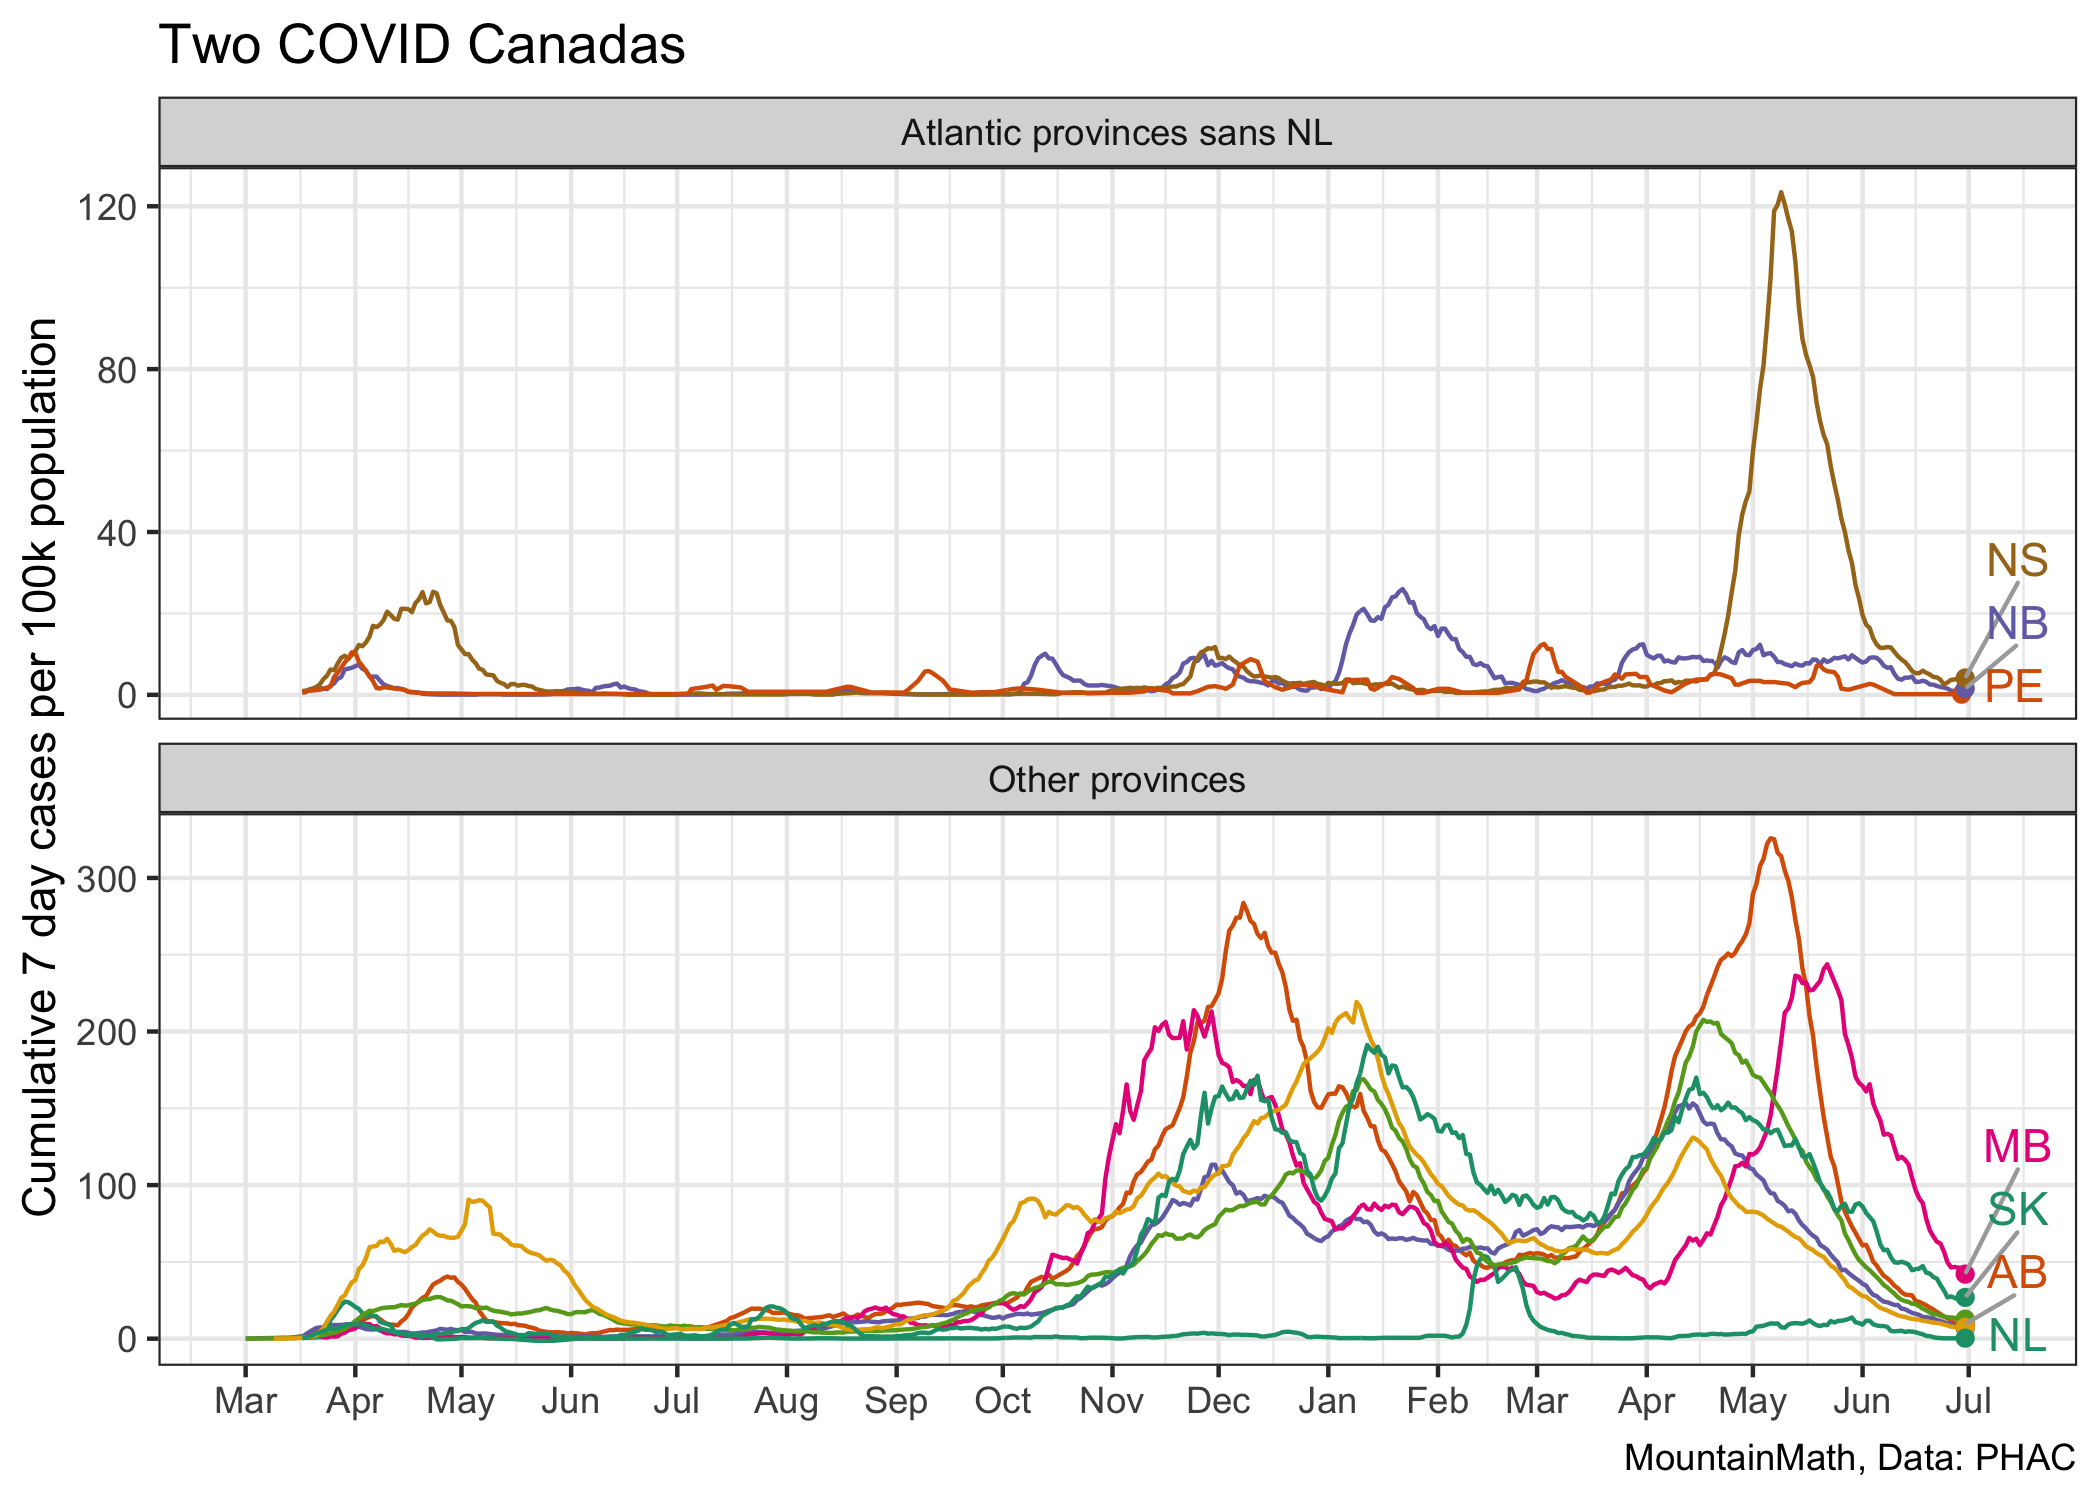 Two COVID Canadas
Atlantic provinces sans NL
120
80
40
0
NS
NB
PE
Cumulative 7 day cases per 100k population
Other provinces
300
200
100
0
MB
SK
AB
NL
Mar Apr May Jun Jul Aug Sep Oct Nov Dec Jan Feb Mar Apr May Jun Jul
MountainMath, Data: PHAC